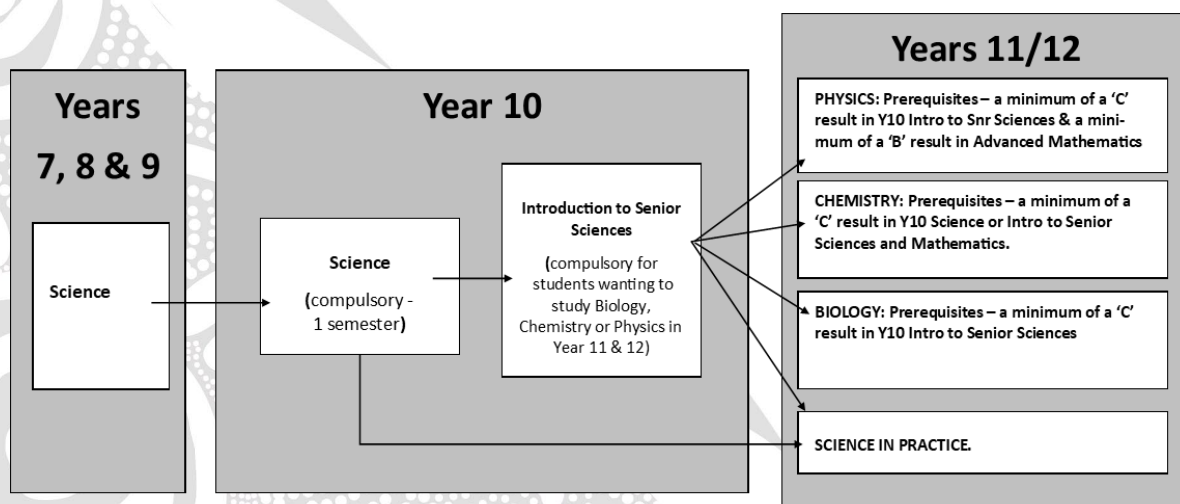 Years
7, 8 & 9
Science
Year 10
Science
(compulsory -
1 semester)
Introduction to Senior
Sciences
(compulsory for
students wanting to
study Biology,
Chemistry or Physics in
Year 11 & 12)
Years 11/12
PHYSICS: Prerequisites – a minimum of a ‘C’
result in Y10 Intro to Snr Sciences & a mini-
mum of a ‘B’ result in Advanced Mathematics
CHEMISTRY: Prerequisites – a minimum of a
‘C’ result in Y10 Science or Intro to Senior
Sciences and Mathematics.
BIOLOGY: Prerequisites – a minimum of a ‘C’
result in Y10 Intro to Senior Sciences
SCIENCE IN PRACTICE.